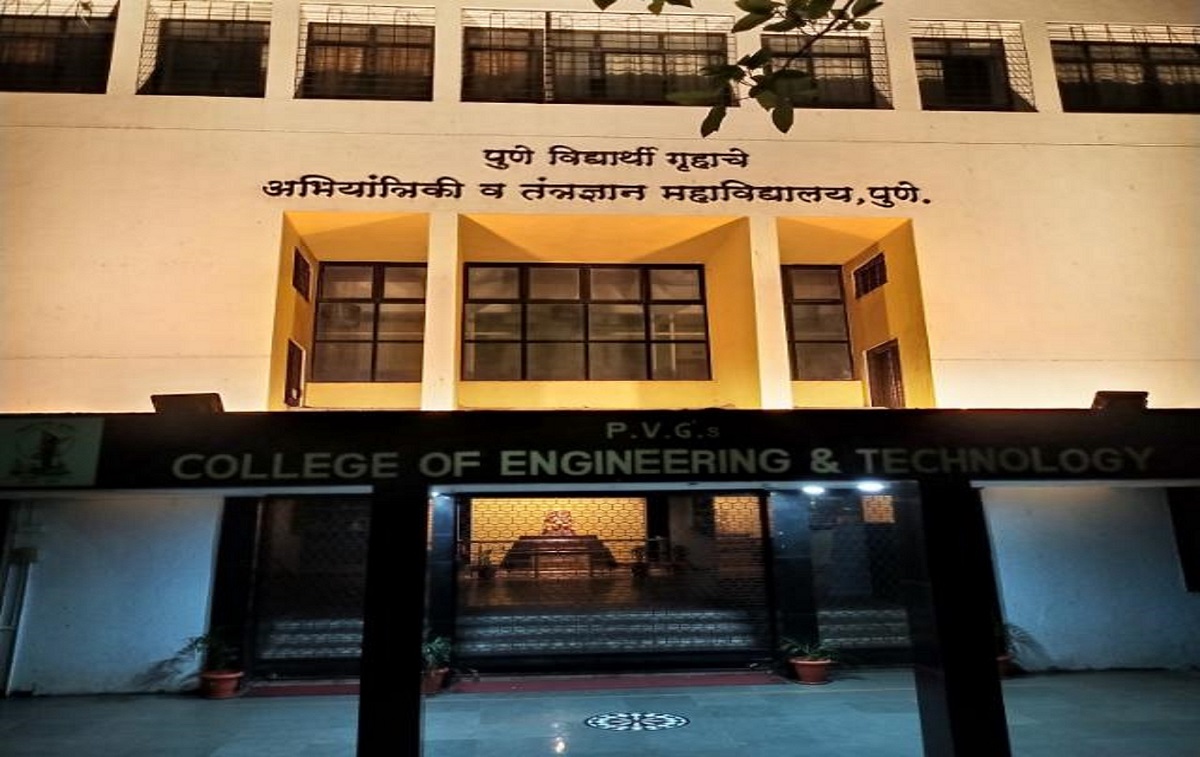 पुणे विद्यार्थी गृहाचे
अभियांत्रिकी व तंत्रज्ञान महाविद्यालय,पुणे.
P.V.G.'s
COLLEGE OF ENGINEERING & TECHNOLOGY